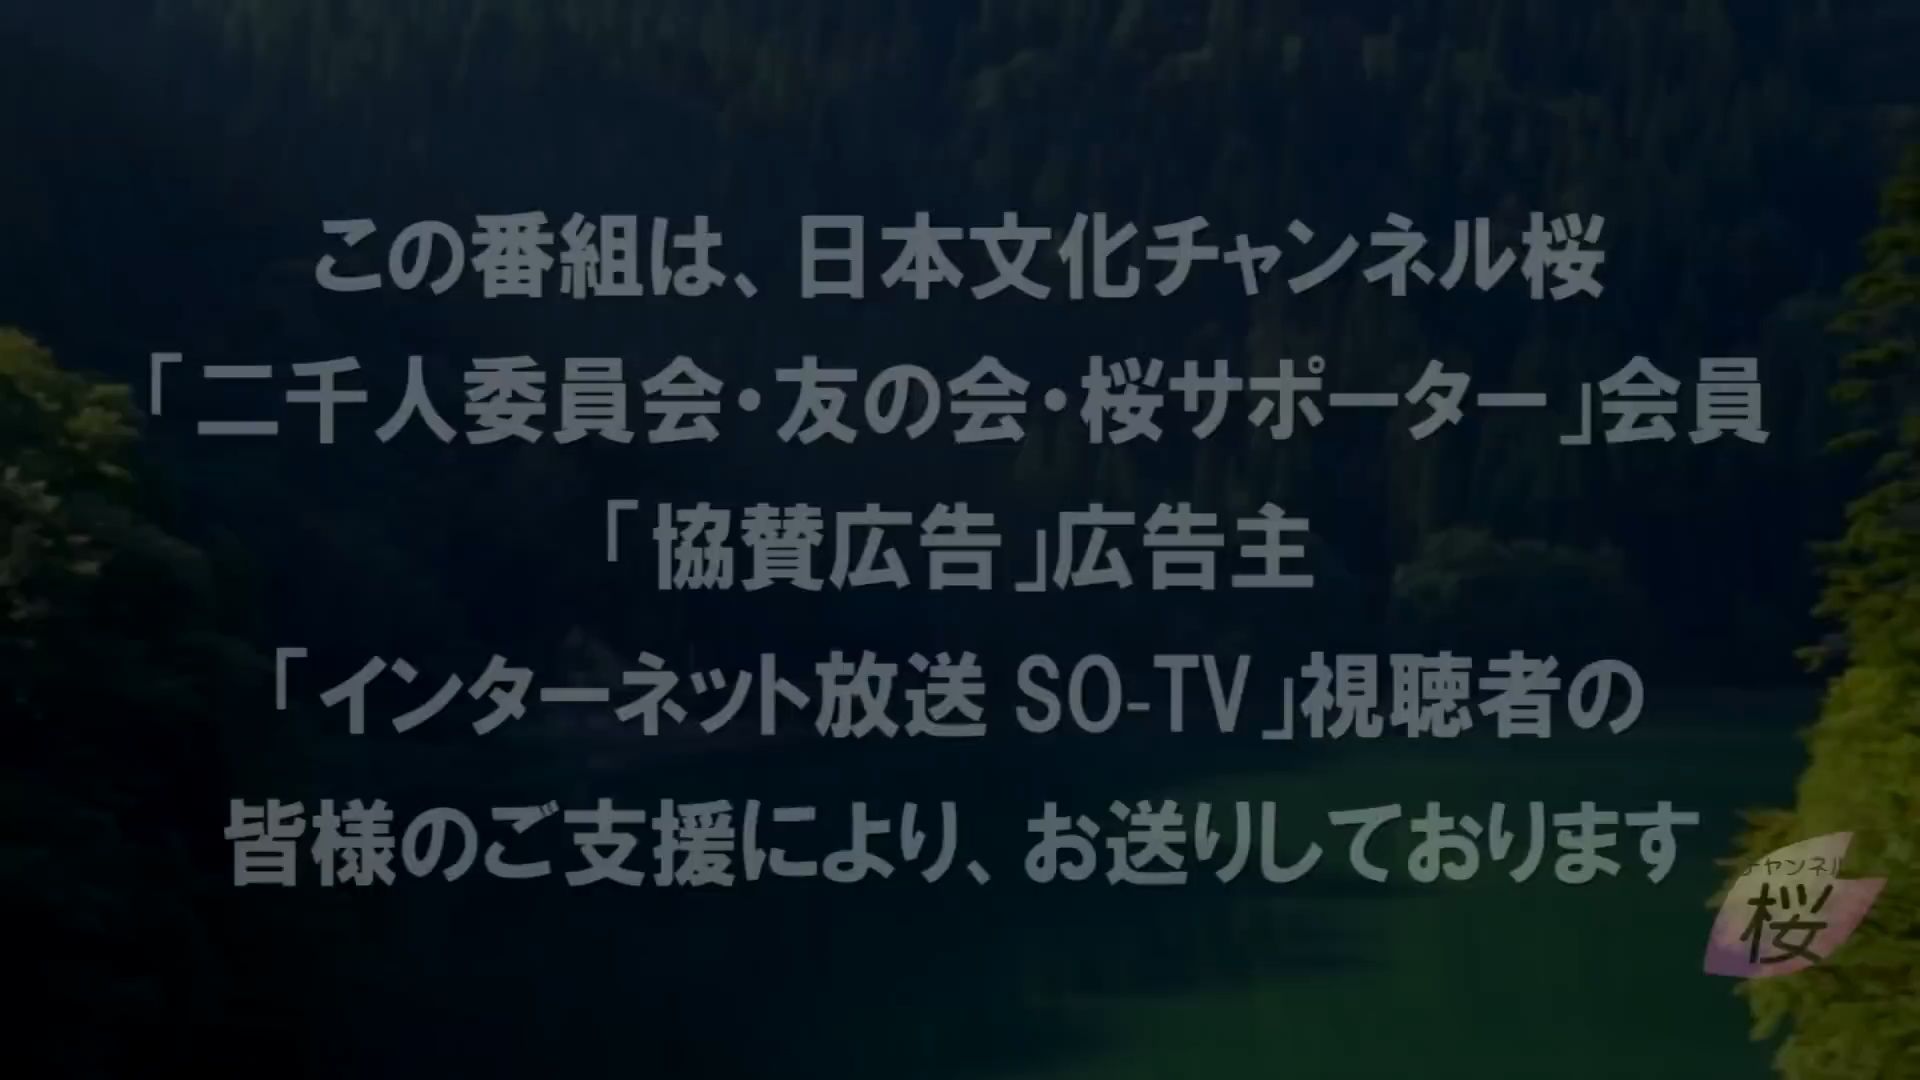 この番組は、日本文化チャンネル桜
「二千人委員会・友の会・桜サポーター」会員
「協賛広告」広告主
「インターネット放送 SO-TV」視聴者の
皆様のご支援により、お送りしております
チャンネル
桜